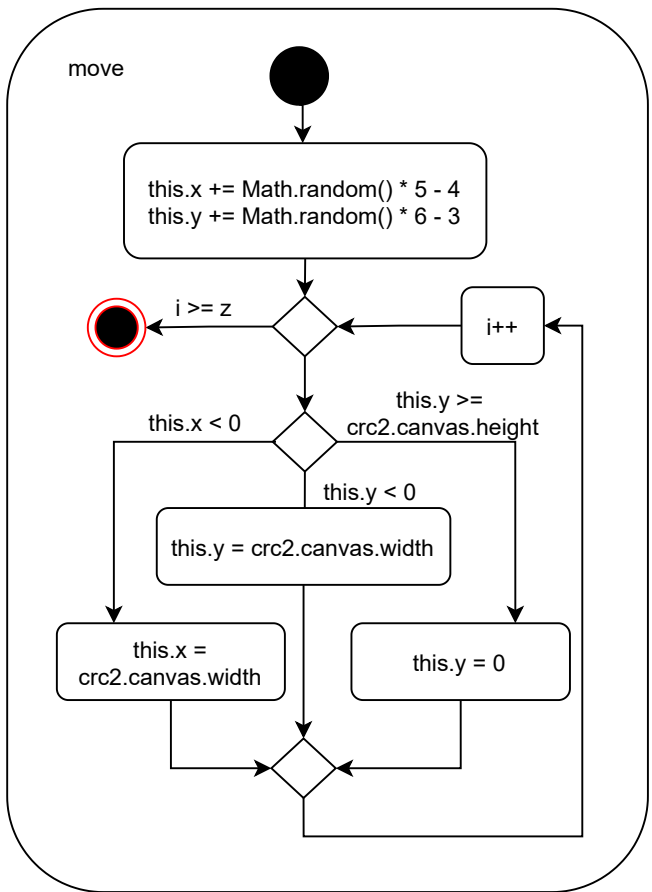 move
this.x += Math.random() * 5 - 4
this.y += Math.random() * 6 - 3
i >= z
i++
this.x < 0
this.y >=
crc2.canvas.height
this.y < 0
this.y = crc2.canvas.width
this.x =
crc2.canvas.width
this.y = 0